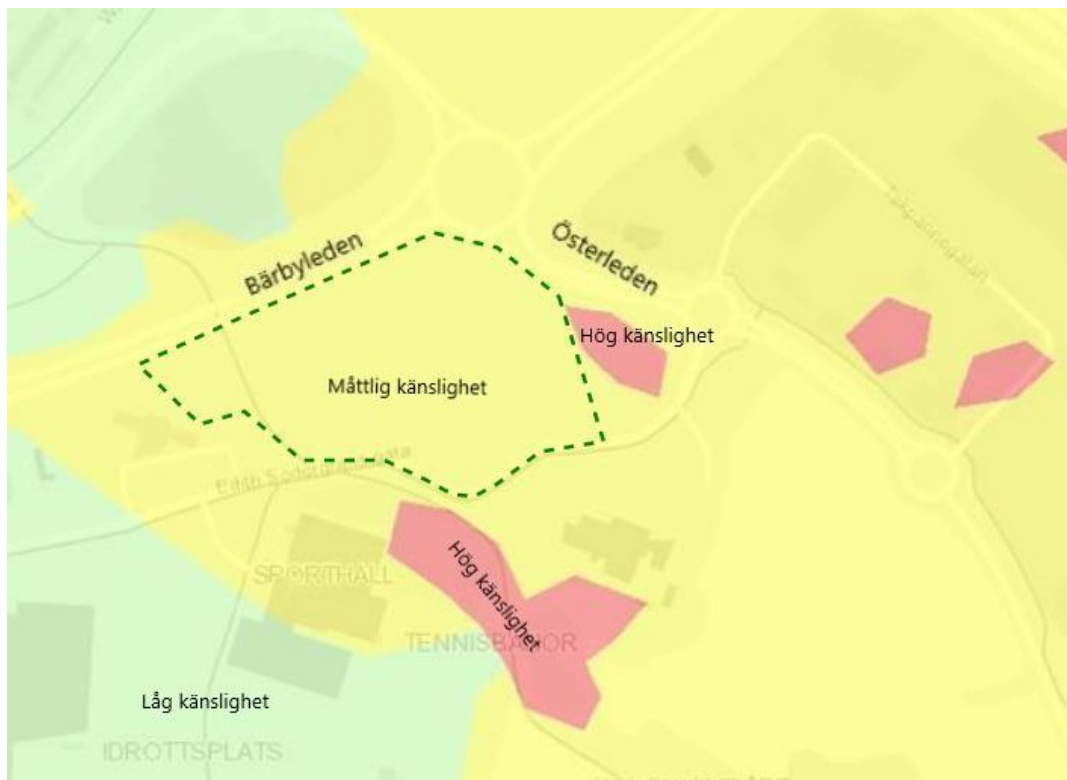 Bärbyleden
Österleden
Hög känslighet
Måttlig känslighet
Hög känslighet
SPORTHALL
TENNISBANOR
Låg känslighet
IDROTTSPLATS